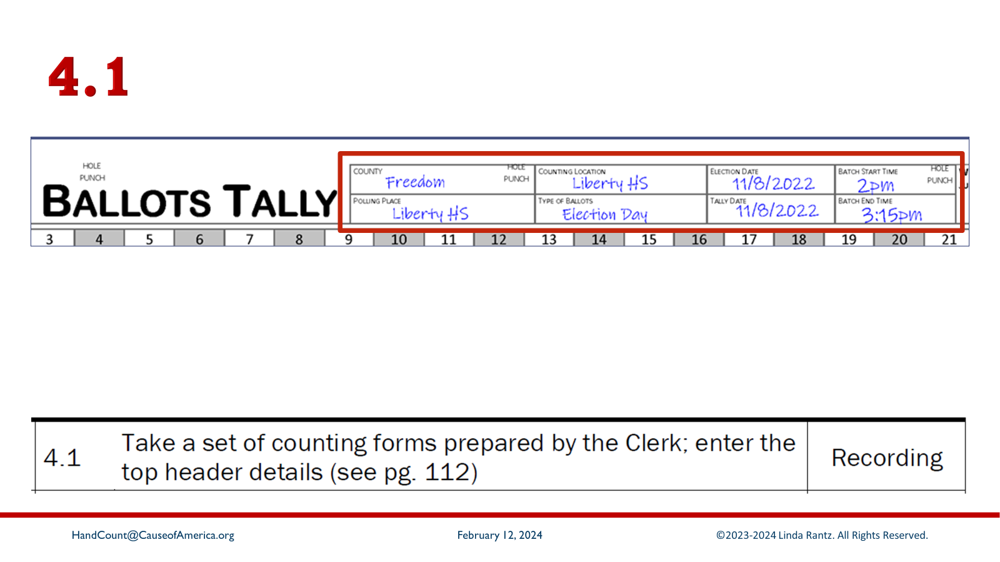 4.1
HOLE
PUNCH
BALLOTS TALLY
COUNTY
Freedom
HOLE
PUNCH
COUNTING LOCATION
Liberty HS
ELECTION DATE
11/8/2022
BATCH START TIME
2pm
HOLE
PUNCH
POLLING PLACE
Liberty HS
TYPE OF BALLOTS
Election Day
TALLY DATE
11/8/2022
BATCH END TIME
3:15pm
3 4 5 6 7 8 9 10 11 12 13 14 15 16 17 18 19 20 21
4.1
Take a set of counting forms prepared by the Clerk; enter the
top header details (see pg. 112)
Recording
HandCount@CauseofAmerica.org
February 12, 2024
©2023-2024 Linda Rantz. All Rights Reserved.